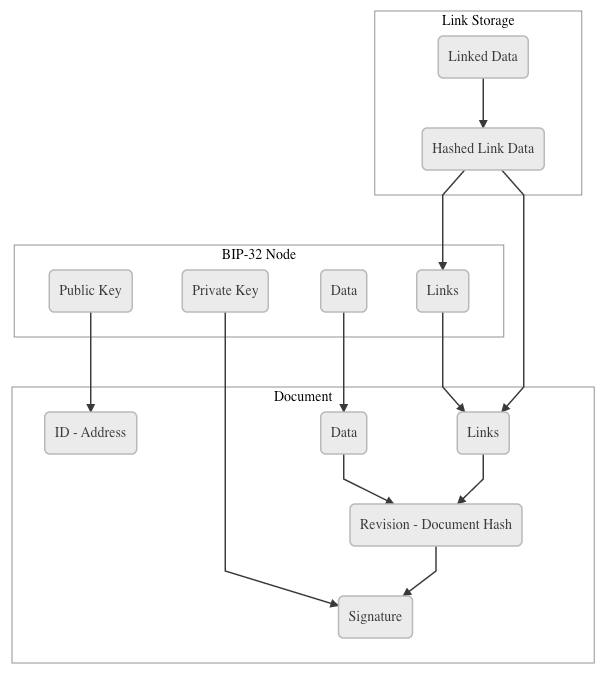 Link Storage
Linked Data
Hashed Link Data
BIP-32 Node
Public Key
Private Key
Data
Links
Document
ID - Address
Data
Links
Revision - Document Hash
Signature